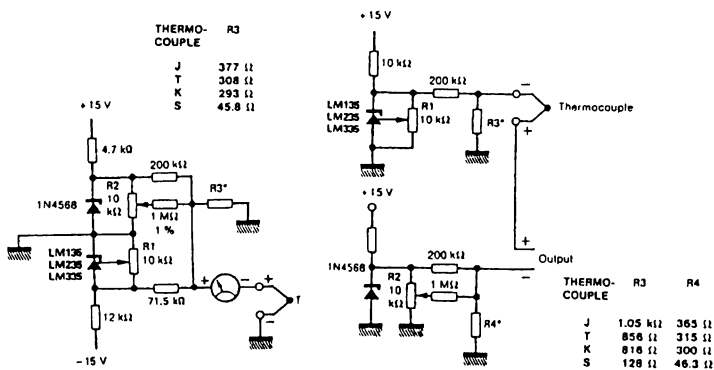 THERMO- R3
COUPLE
J 377 Ω
T 308 Ω
K 293 Ω
S 45.8 Ω
+15 V
4.7 kΩ
200 kΩ
R2
10
kΩ
1N4568
1 MΩ
1 %
R3*
R1
10 kΩ
LM135
LM235
LM335
71.5 kΩ
+
−
+
−
T
12 kΩ
−15 V
+15 V
10 kΩ
200 kΩ
LM135
LM235
LM335
R1
10 kΩ
R3*
−
+
Thermocouple
+15 V
1N4568
200 kΩ
R2
10
kΩ
1MΩ
R4*
+
Output
−
THERMO- R3 R4
COUPLE
J 1.05 kΩ 365 Ω
T 856 Ω 315 Ω
K 816 Ω 300 Ω
S 128 Ω 46.3 Ω